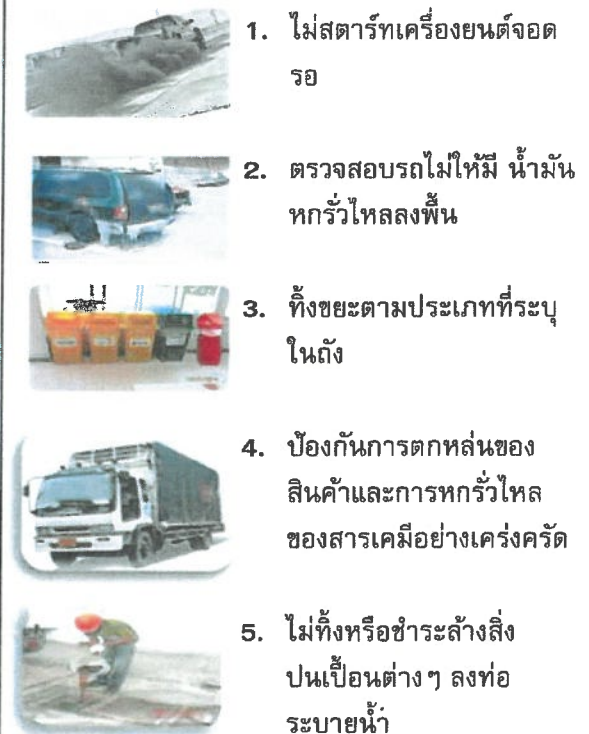 1. ไม่สตาร์ทเครื่องยนต์จอด
รอ
2. ตรวจสอบรถไม่ให้มี น้ำมัน
หกรั่วไหลลงพื้น
3. ทิ้งขยะตามประเภทที่ระบุ
ในถัง
4. ป้องกันการตกหล่นของ
สินค้าและการหกรั่วไหล
ของสารเคมีอย่างเคร่งครัด
5. ไม่ทิ้งหรือชำระล้างสิ่ง
ปนเปื้อนต่าง ๆ ลงท่อ
ระบายน้ำ